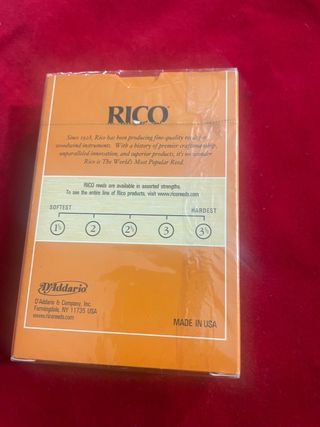 RICO
Since 1928, Rico has been producing fine-quality reeds for
woodwind instruments. With a history of premier craftsmanship,
unparalleled innovation, and superior products, it's no wonder
Rico is The World's Most Popular Reed.
RICO reeds are available in assorted strengths.
To see the entire line of Rico products, visit www.ricoreeds.com
SOFTEST HARDEST
1½ 2 2½ 3 3½
D'Addario
D'Addario & Company, Inc.
Farmingdale, NY 11735 USA
www.ricoreeds.com
MADE IN USA